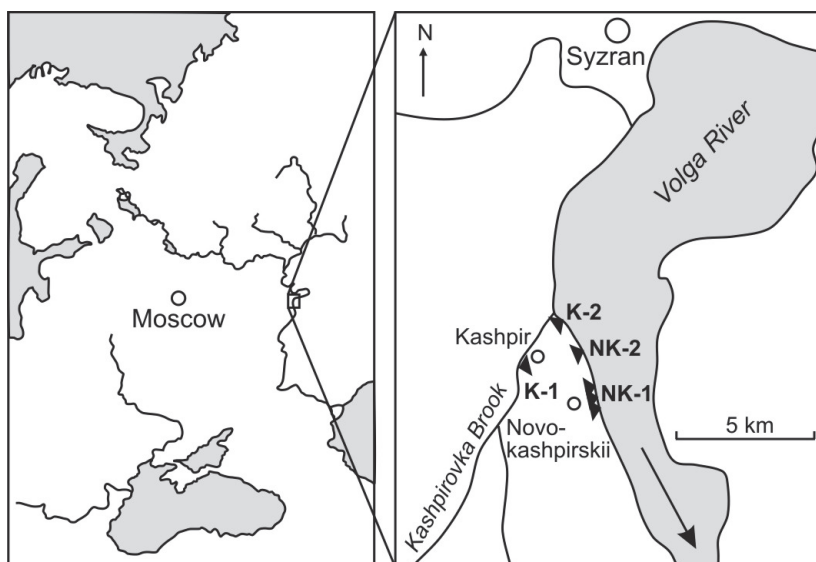 Moscow
N
Syzran
Volga River
K-2
Kashpir
NK-2
K-1
NK-1
Novo-
kashpirskii
Kashpirovka Brook
5 km